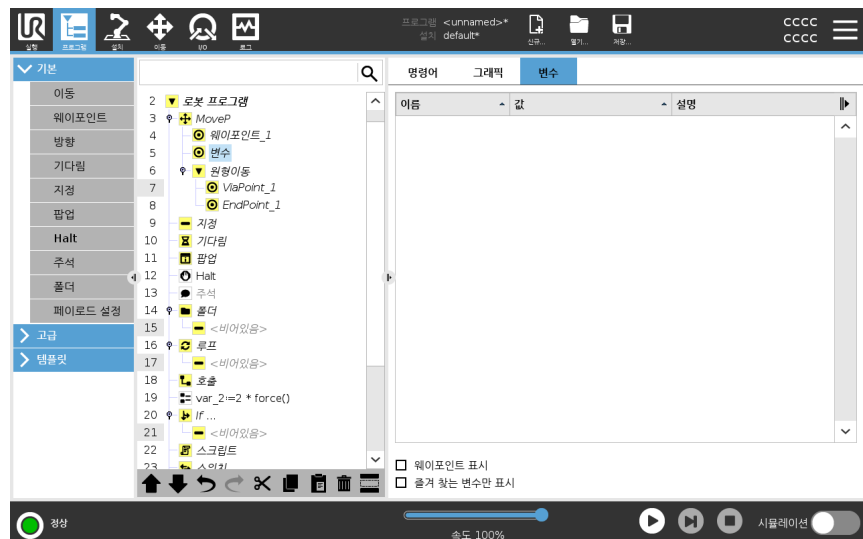 UR
실행
프로그램
설치
이동
I/O
로그
프로그램 <unnamed>*
설치 default*
신규...
열기...
저장...
CCCC
CCCC
기본
이동
웨이포인트
방향
기다림
지정
팝업
Halt
주석
폴더
페이로드 설정
고급
템플릿
2 로봇 프로그램
3 MoveP
4 웨이포인트_1
5 변수
6 원형이동
7 ViaPoint_1
8 EndPoint_1
9 지정
10 기다림
11 팝업
12 Halt
13 주석
14 폴더
15 <비어있음>
16 루프
17 <비어있음>
18 호출
19 var_2≔2 * force()
20 If ...
21 <비어있음>
22 스크립트
23 스위치
명령어 그래픽 변수
이름 값 설명
웨이포인트 표시
즐겨 찾는 변수만 표시
정상
속도 100%
시뮬레이션